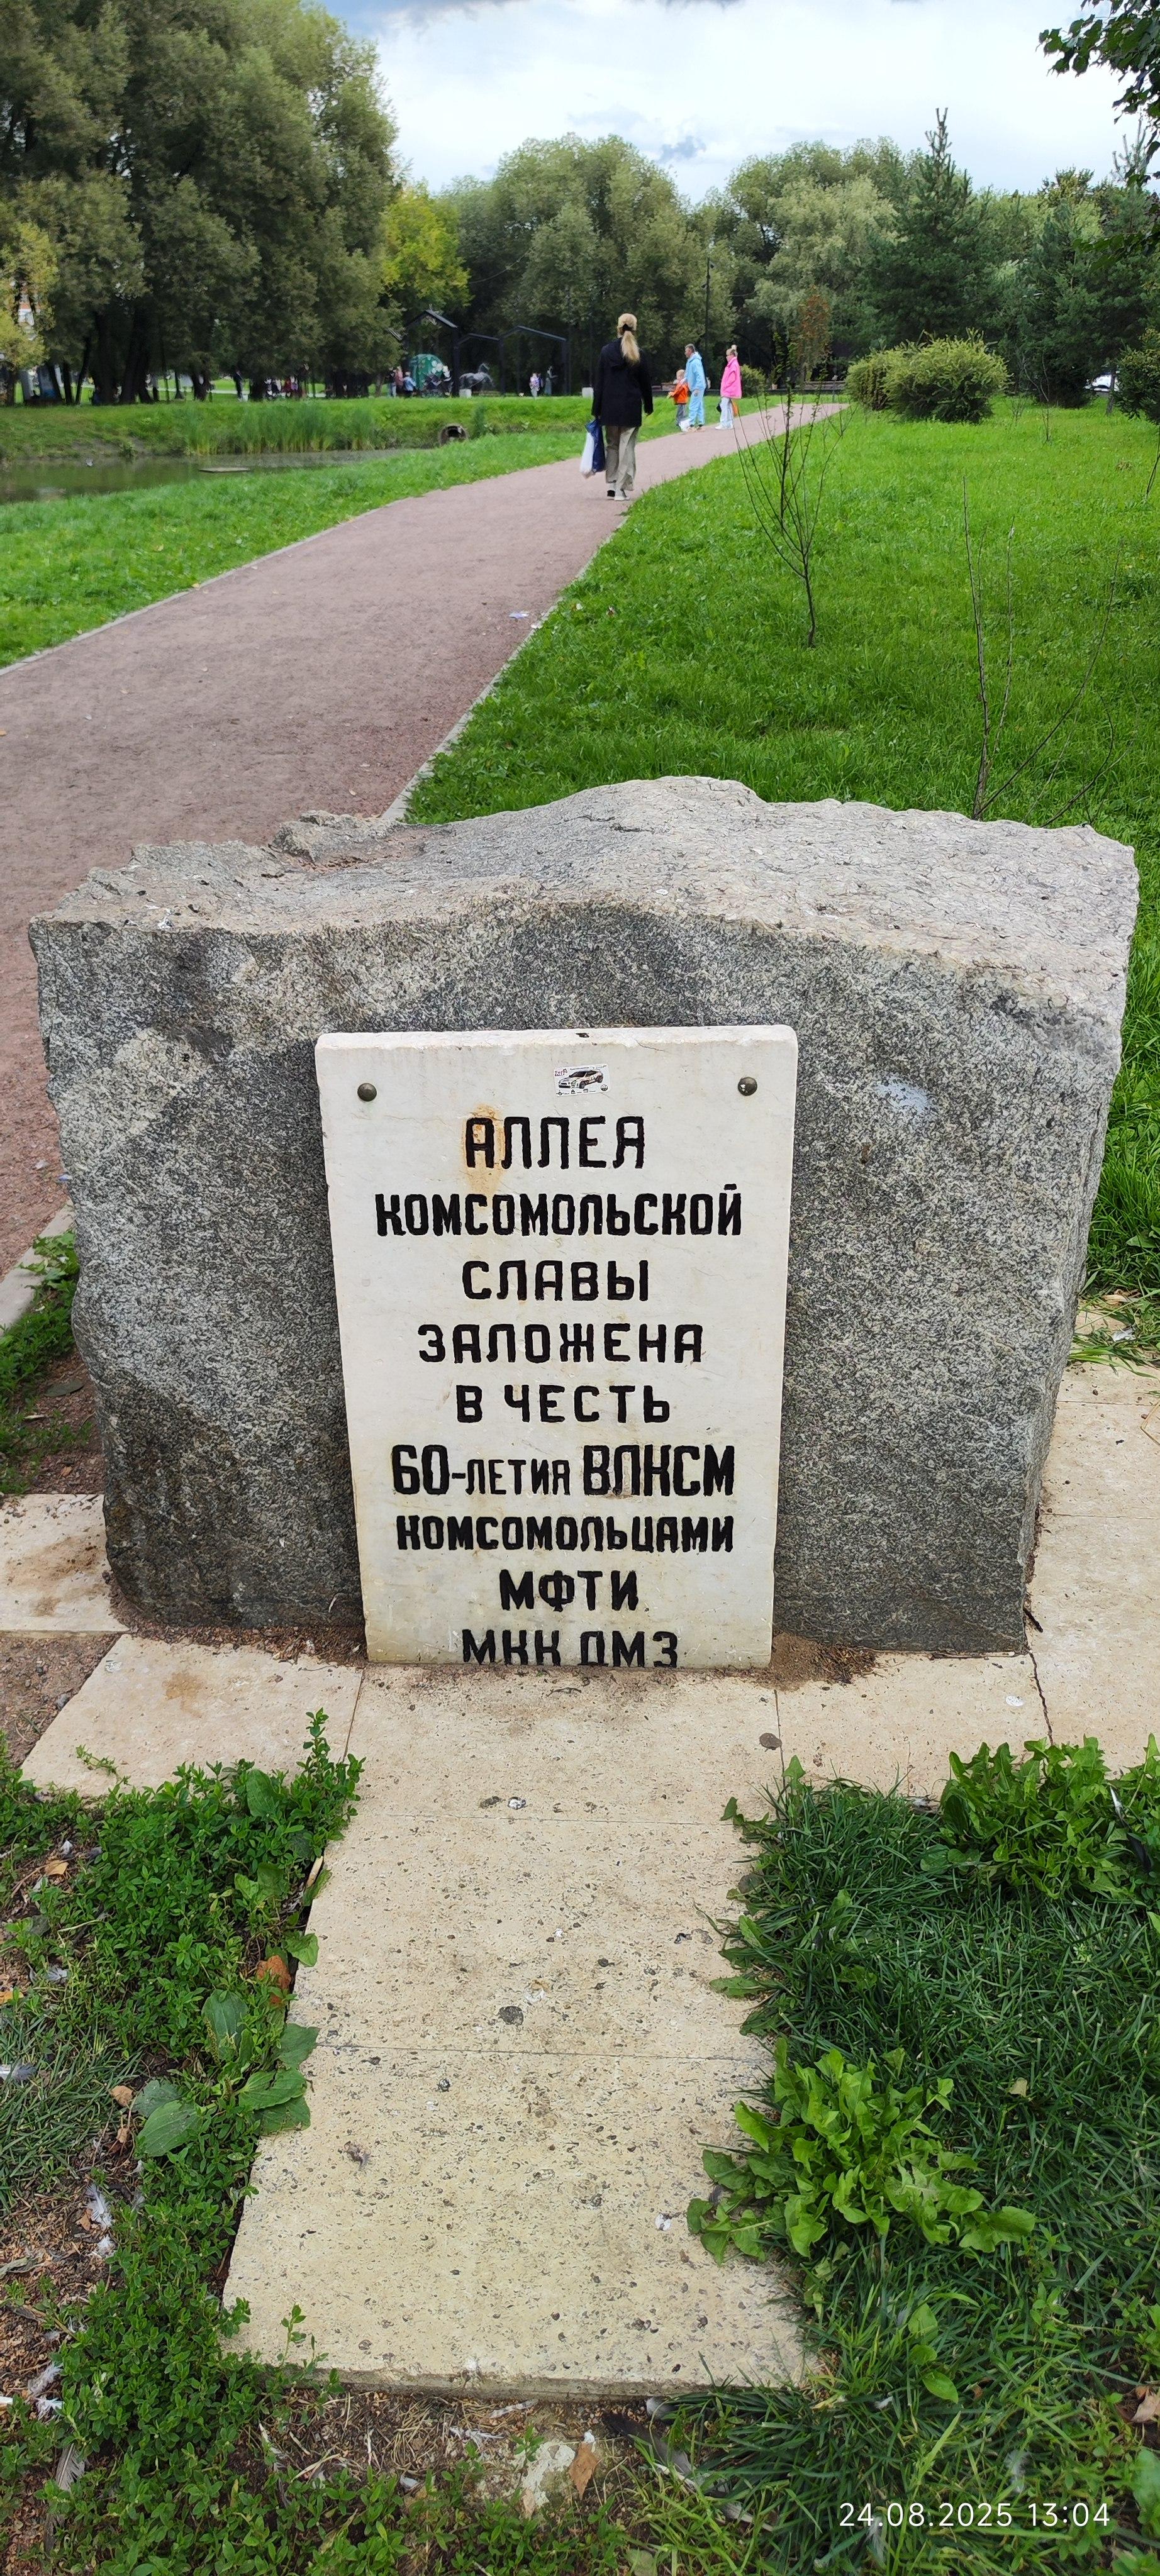 АЛЛЕЯ
КОМСОМОЛЬСКОЙ
СЛАВЫ
ЗАЛОЖЕНА
В ЧЕСТЬ
60-ЛЕТИЯ ВЛКСМ
КОМСОМОЛЬЦАМИ
МФТИ
МКК ДМЗ
24.08.2025 13:04